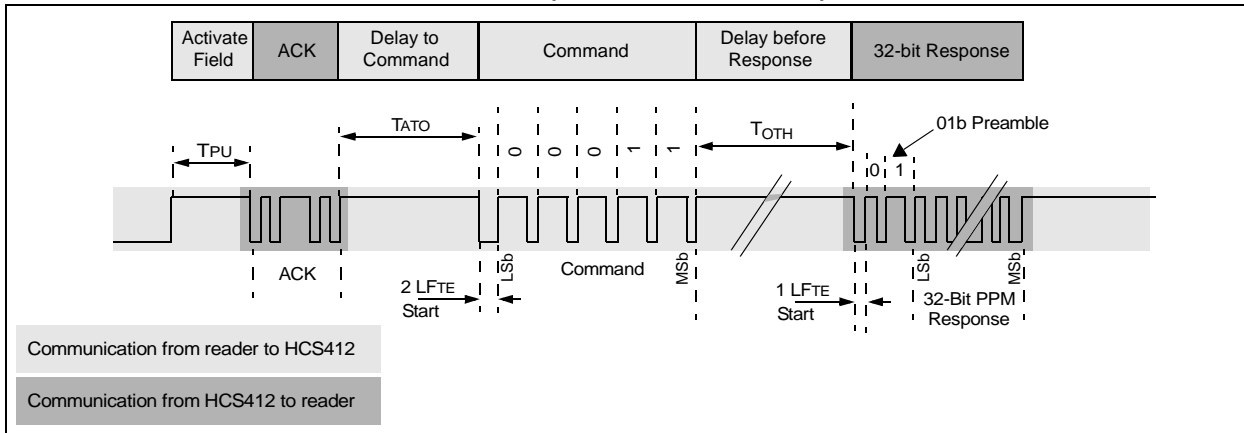 Activate Field
ACK
Delay to Command
Command
Delay before Response
32-bit Response
TPU
TATO
0 0 0 1 1
TOTH
01b Preamble
0 1
ACK
2 LFTE
Start
LSb
Command
MSb
1 LFTE
Start
LSb
32-Bit PPM
Response
MSb
Communication from reader to HCS412
Communication from HCS412 to reader